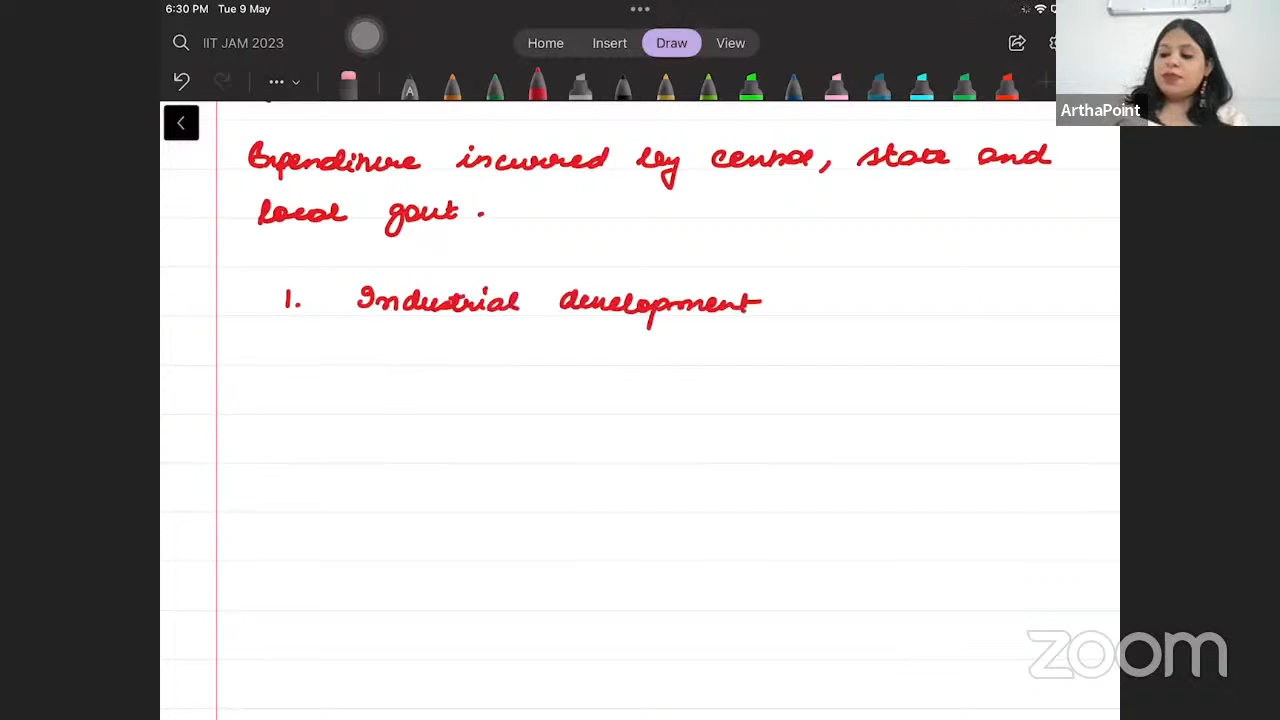 6:30 PM Tue 9 May
IIT JAM 2023
Home Insert Draw View
A
ArthaPoint
Expenditure incurred by central, state and
local govt.
1. Industrial development
zoom